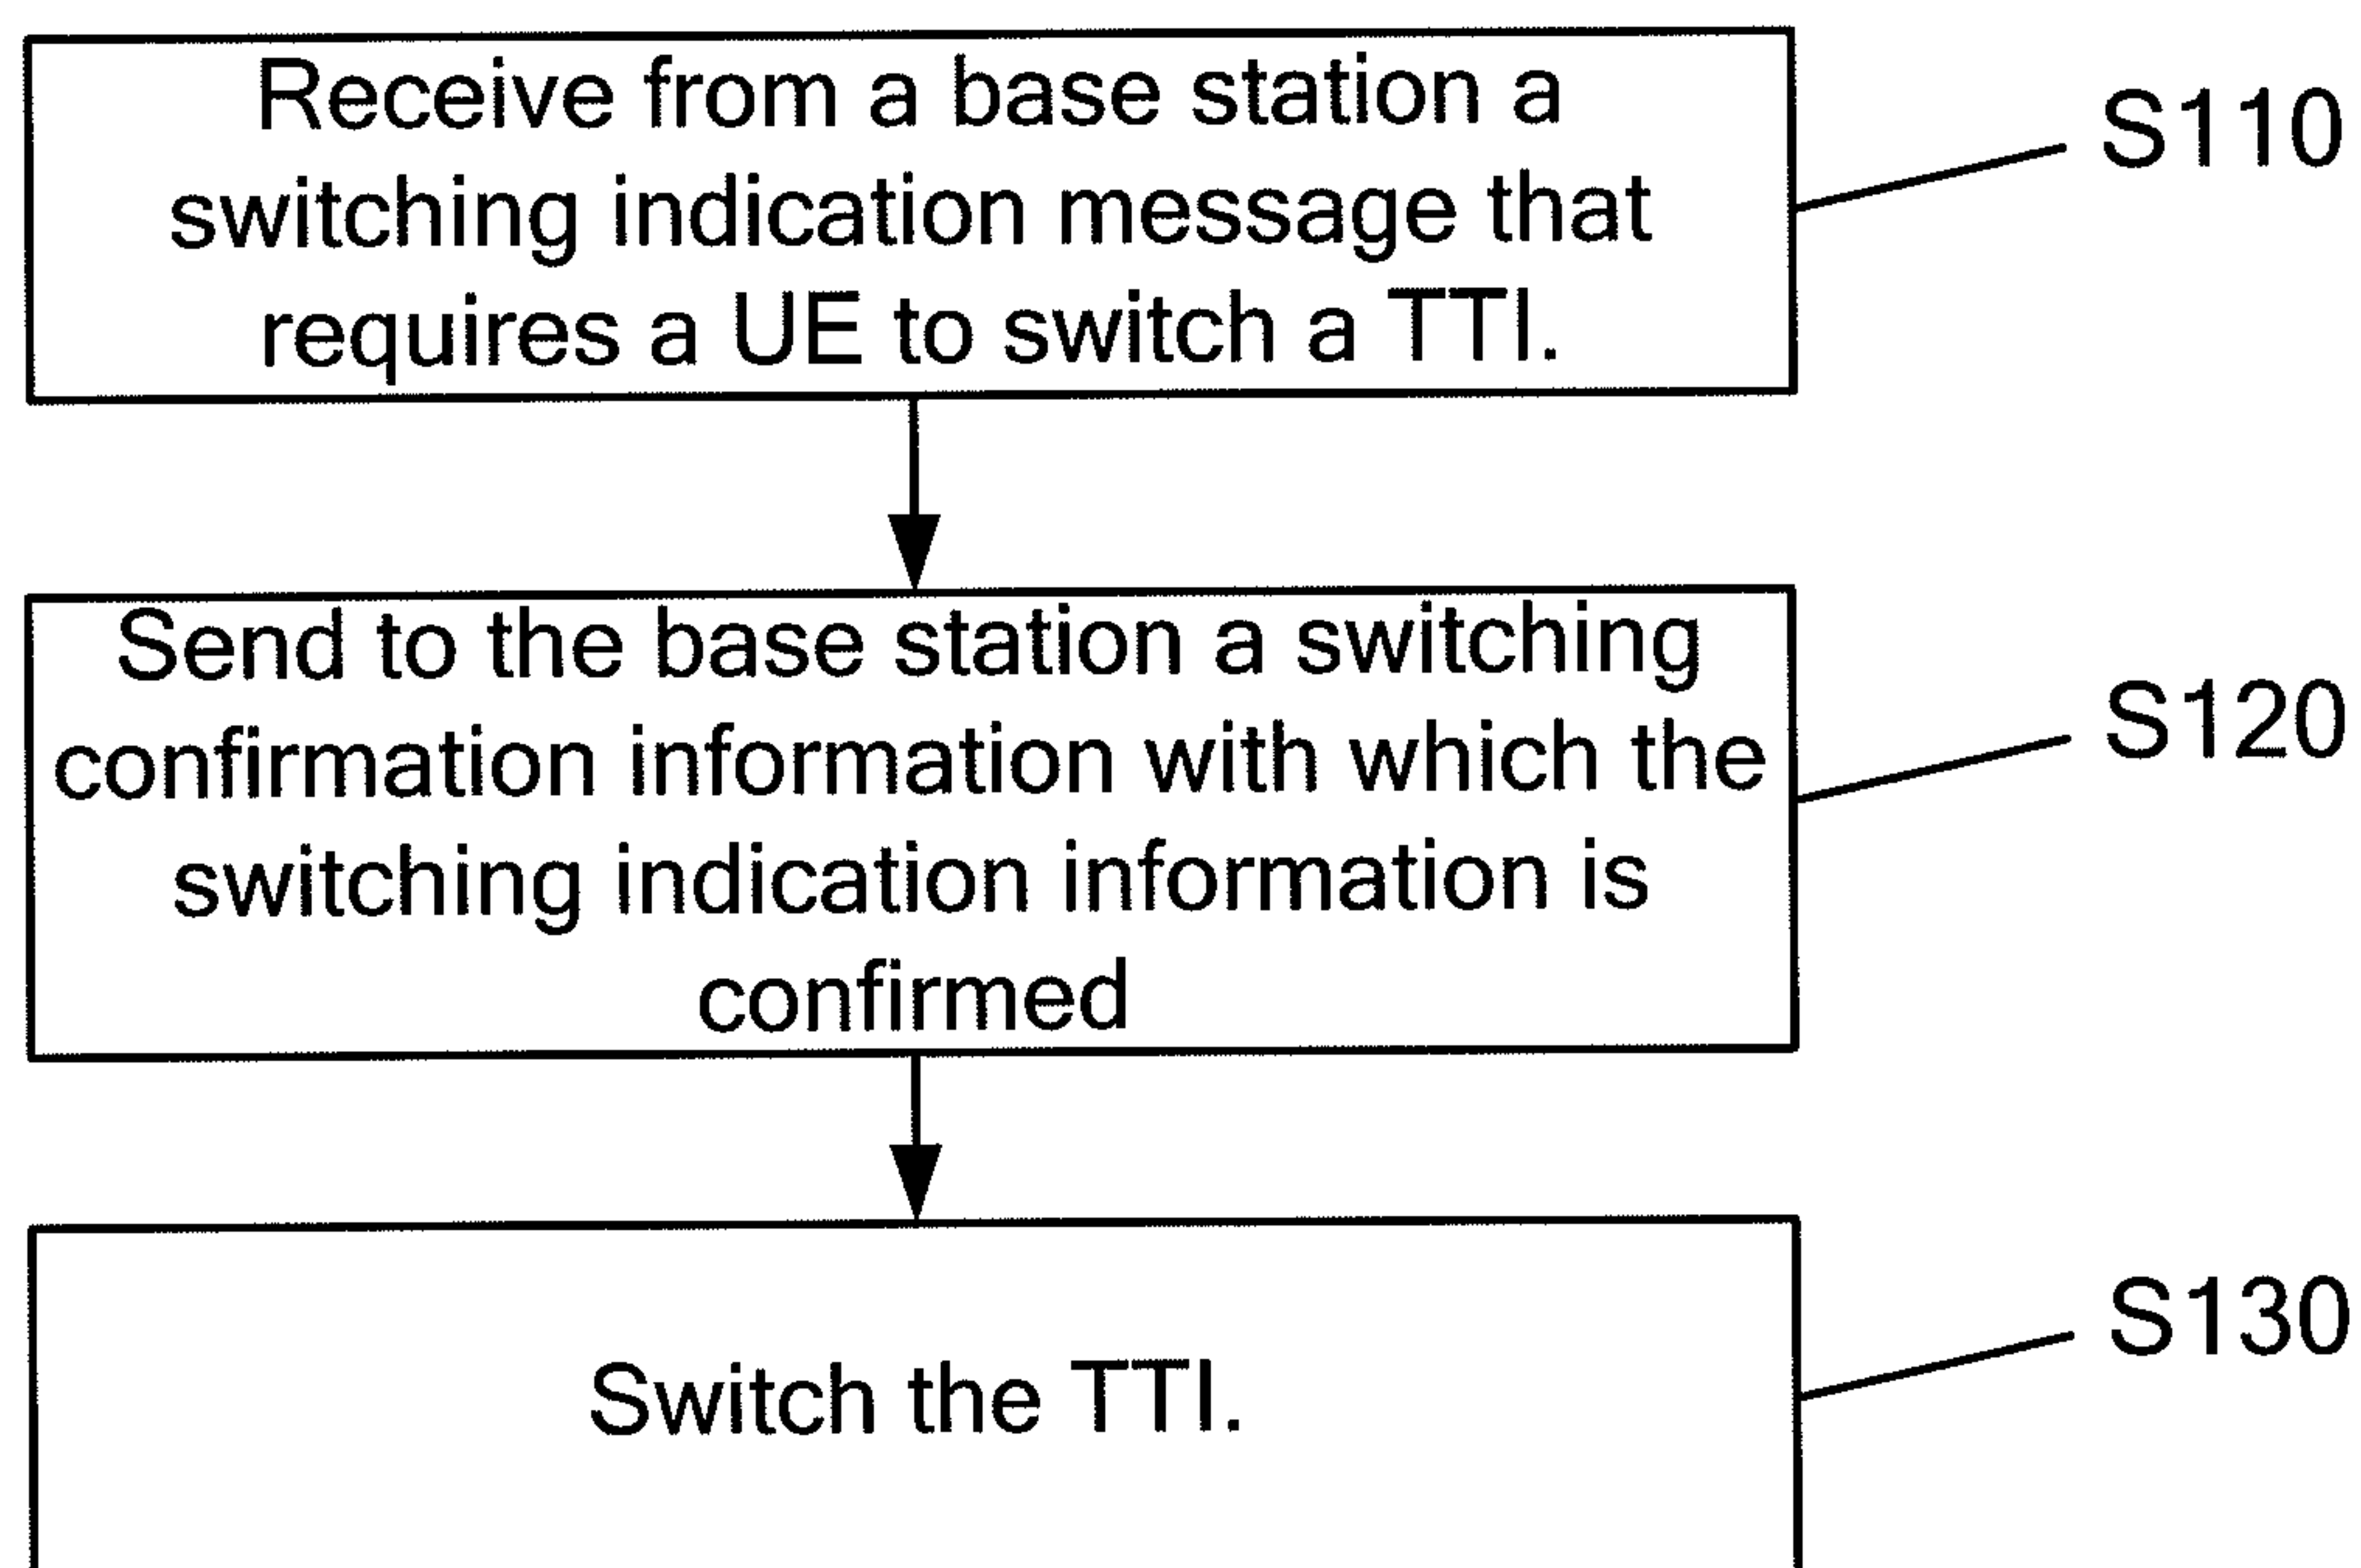 Receive from a base station a
switching indication message that
requires a UE to switch a TTI.
S110
Send to the base station a switching
confirmation information with which the
switching indication information is
confirmed
S120
Switch the TTI.
S130